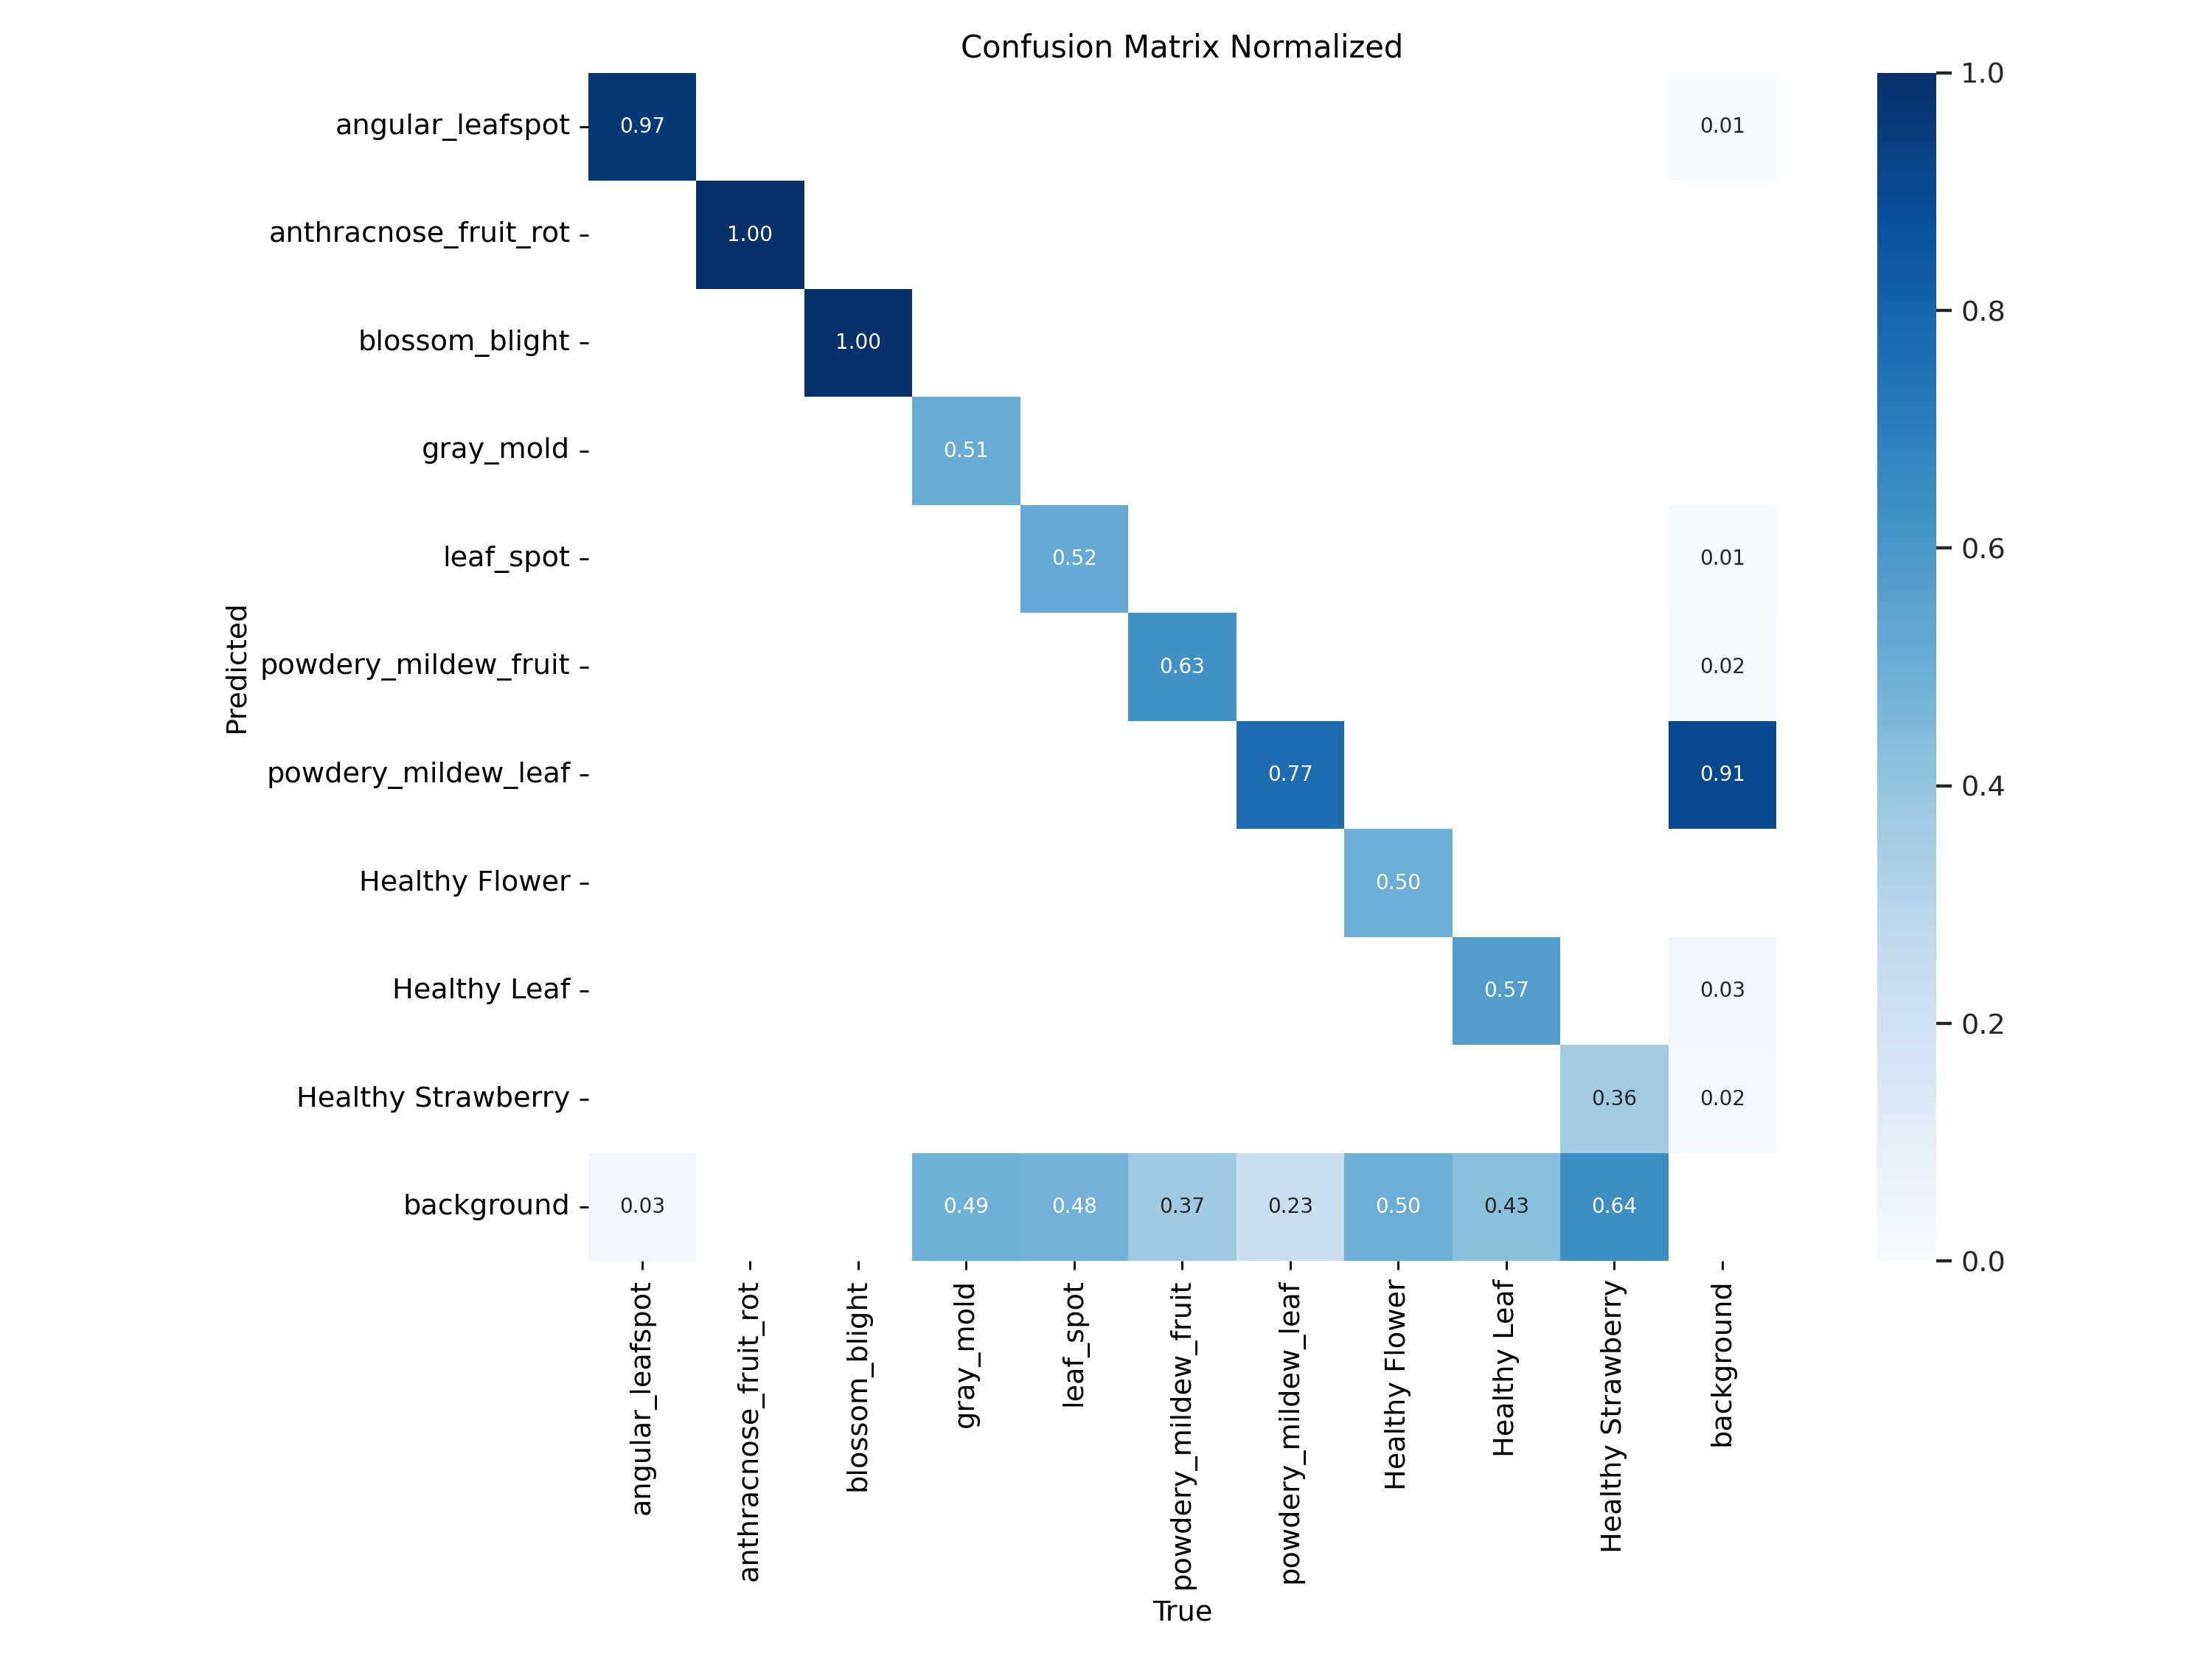 Confusion Matrix Normalized
angular_leafspot
0.97
0.01
1.0
anthracnose_fruit_rot
1.00
blossom_blight
1.00
0.8
gray_mold
0.51
leaf_spot
0.52
0.01
0.6
Predicted
powdery_mildew_fruit
0.63
0.02
powdery_mildew_leaf
0.77
0.91
0.4
Healthy Flower
0.50
Healthy Leaf
0.57
0.03
0.2
Healthy Strawberry
0.36
0.02
background
0.03
0.49
0.48
0.37
0.23
0.50
0.43
0.64
0.0
angular_leafspot
anthracnose_fruit_rot
blossom_blight
gray_mold
leaf_spot
powdery_mildew_fruit
powdery_mildew_leaf
Healthy Flower
Healthy Leaf
Healthy Strawberry
background
True